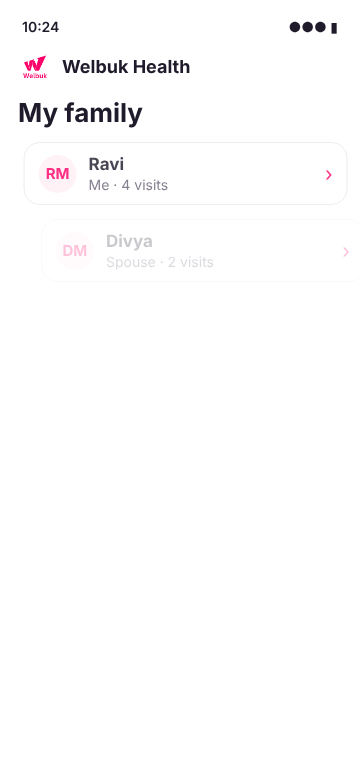 10:24
Welbuk
Welbuk Health
My family
RM
Ravi
Me · 4 visits
›
DM
Divya
Spouse · 2 visits
›